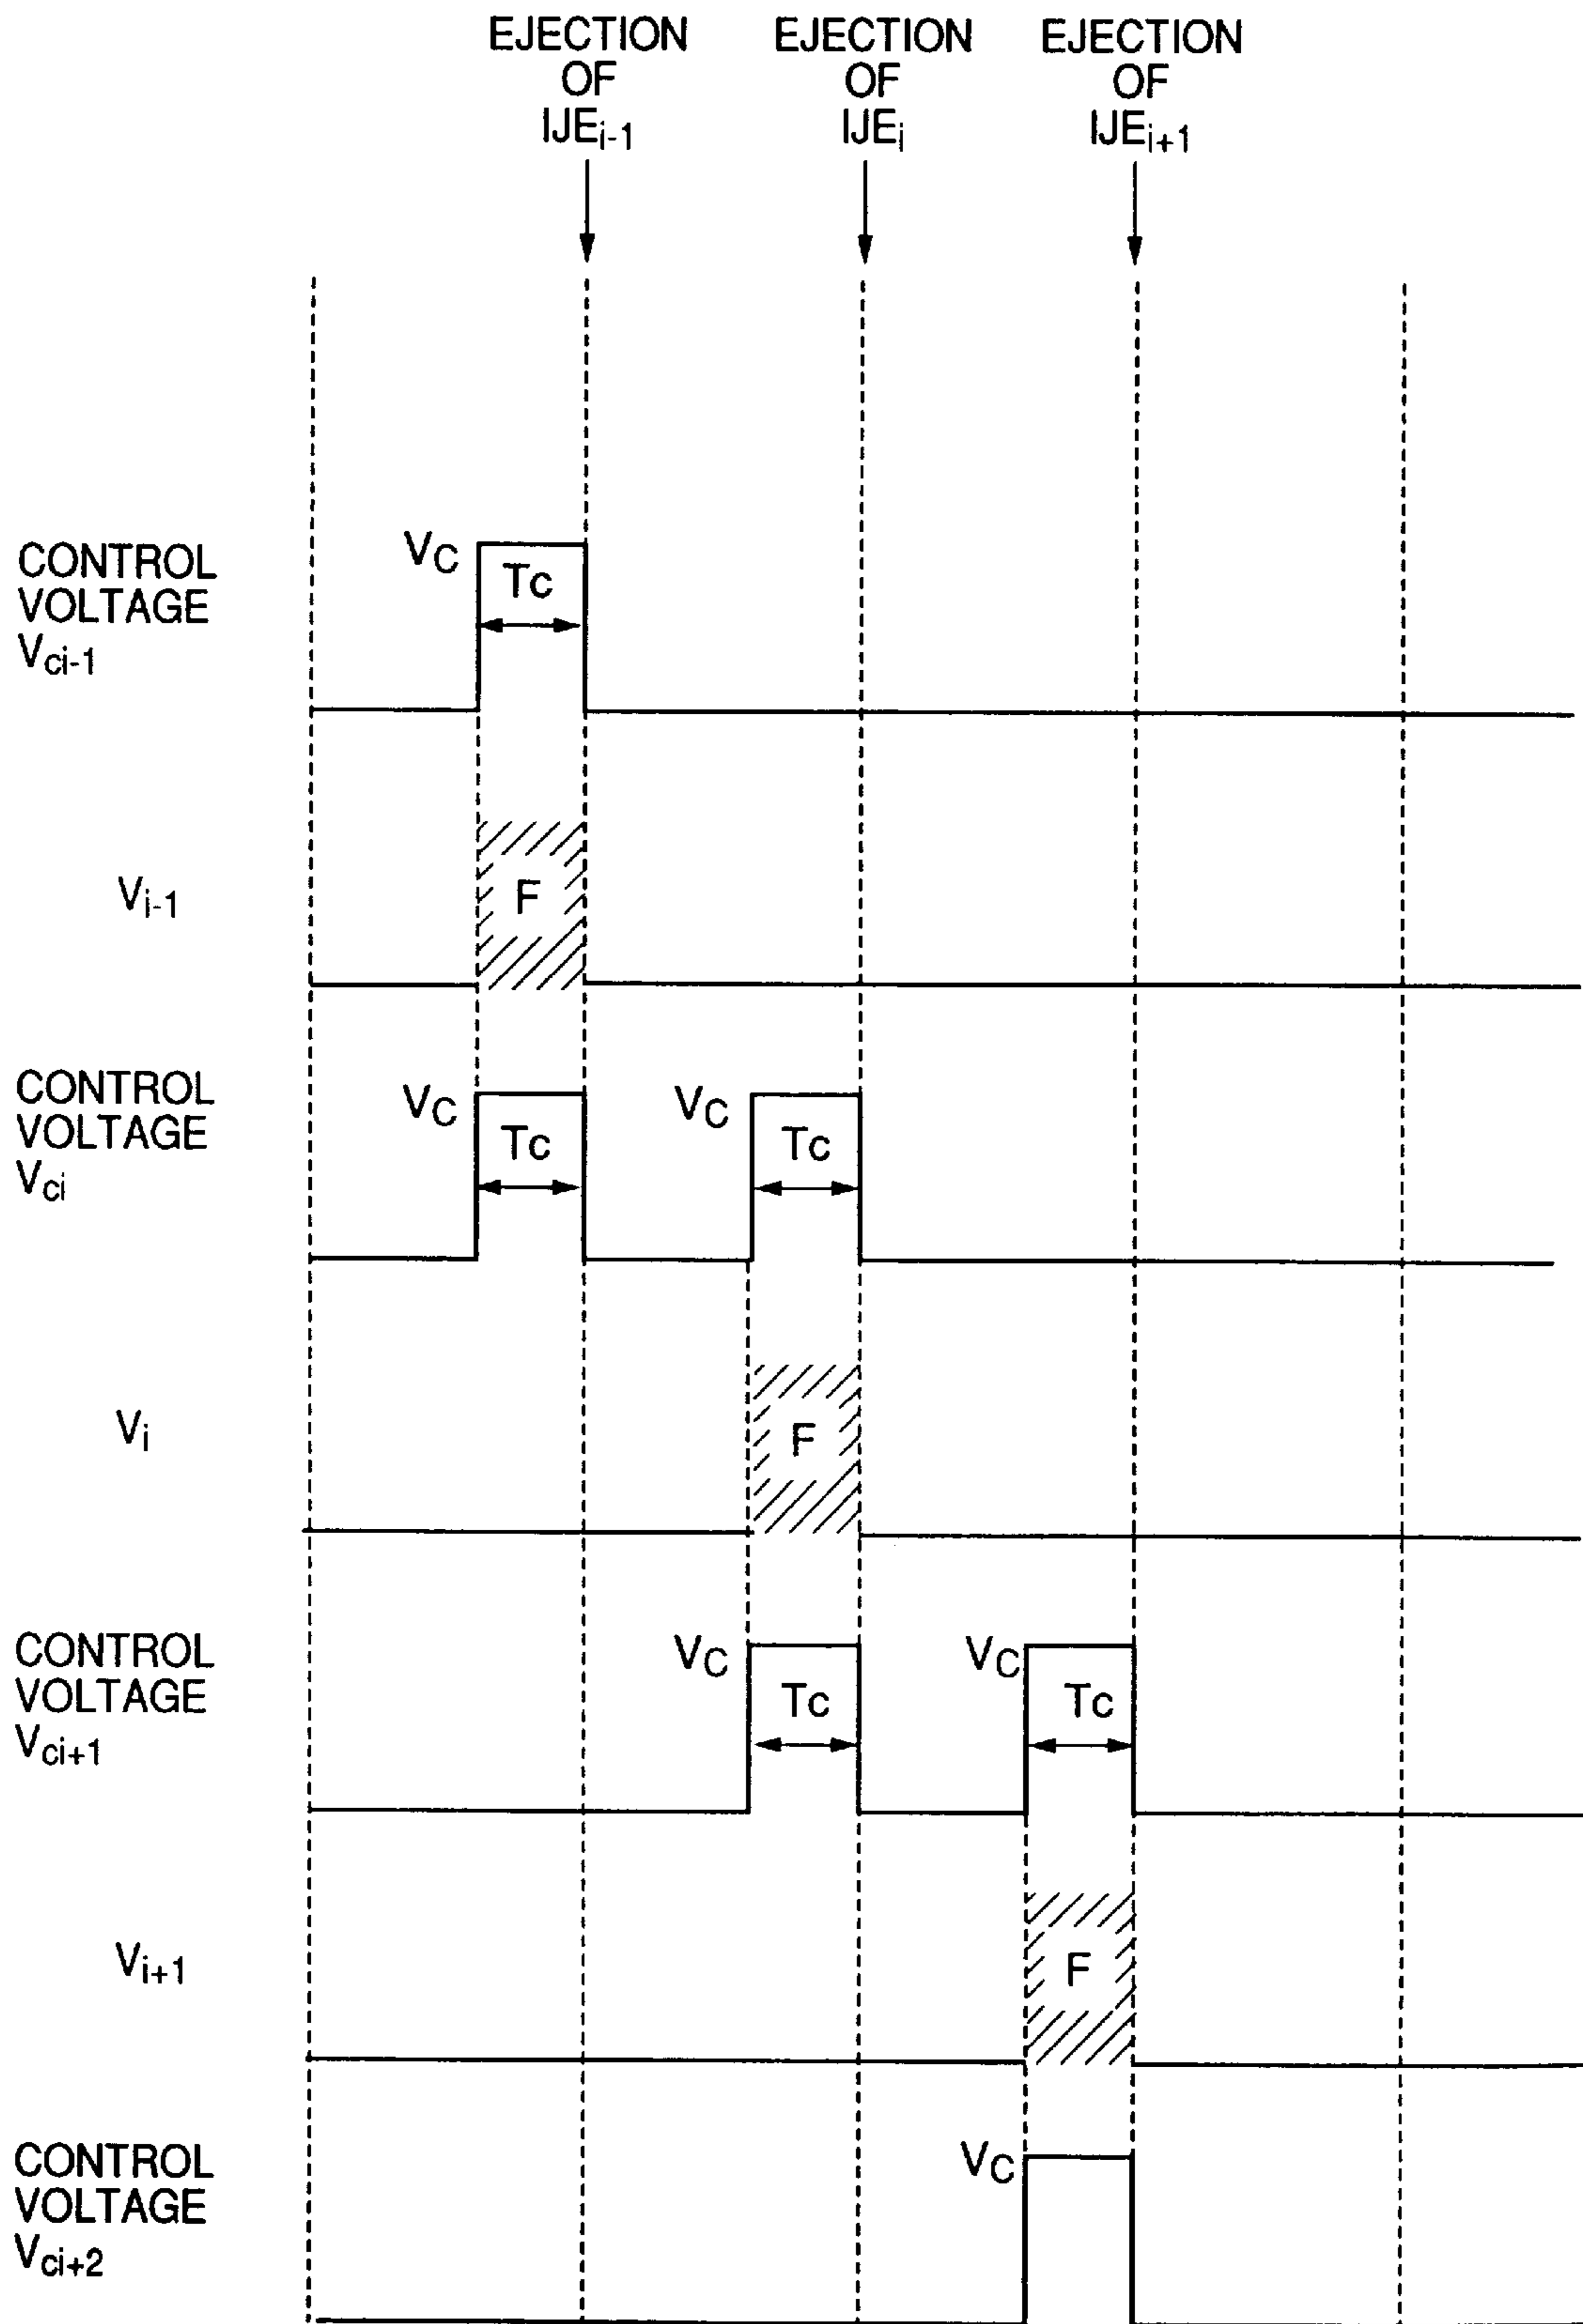 EJECTION
OF
IJEi-1
EJECTION
OF
IJEi
EJECTION
OF
IJEi+1
CONTROL
VOLTAGE
Vci-1
VC
Tc
Vi-1
F
CONTROL
VOLTAGE
Vci
VC
Tc
VC
Tc
Vi
F
CONTROL
VOLTAGE
Vci+1
VC
Tc
VC
Tc
Vi+1
F
CONTROL
VOLTAGE
Vci+2
VC